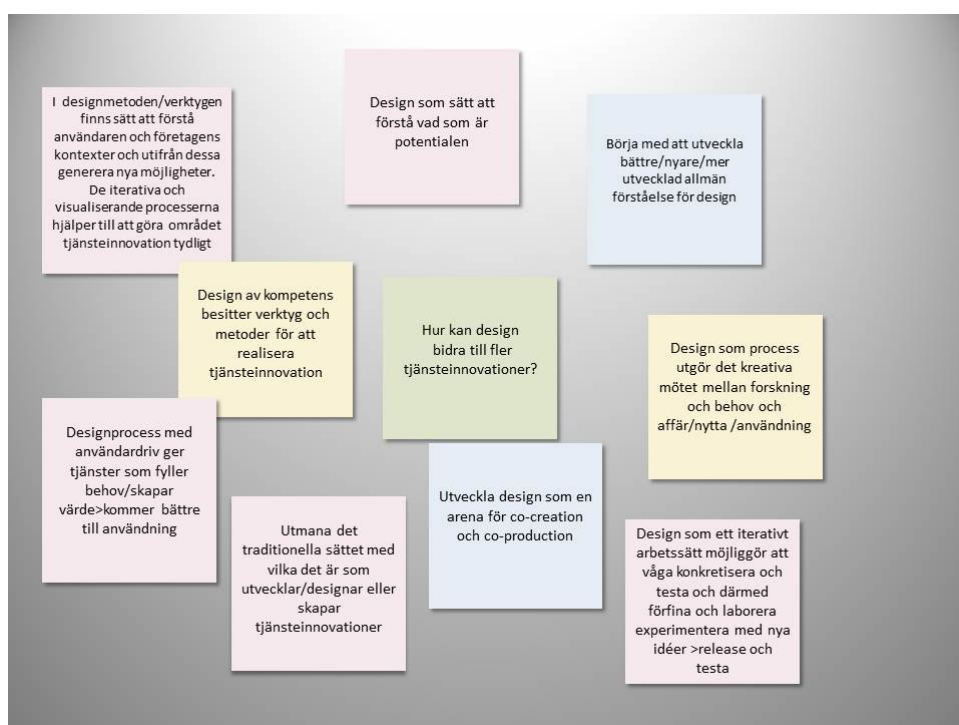 I designmetoden/verktygen
finns sätt att förstå
användaren och företagens
kontexter och utifrån dessa
generera nya möjligheter.
De iterativa och
visualiserande processerna
hjälper till att göra området
tjänsteinnovation tydligt
Design som sätt att
förstå vad som är
potentialen
Börja med att utveckla
bättre/nyare/mer
utvecklad allmän
förståelse för design
Design av kompetens
besitter verktyg och
metoder för att
realisera
tjänsteinnovation
Hur kan design
bidra till fler
tjänsteinnovationer?
Design som process
utgör det kreativa
mötet mellan forskning
och behov och
affär/nytta /användning
Designprocess med
användardriv ger
tjänster som fyller
behov/skapar
värde>kommer bättre
till användning
Utmana det
traditionella sättet med
vilka det är som
utvecklar/designar eller
skapar
tjänsteinnovationer
Utveckla design som en
arena för co-creation
och co-production
Design som ett iterativt
arbetssätt möjliggör att
våga konkretisera och
testa och därmed
förfina och laborera
experimentera med nya
idéer >release och
testa